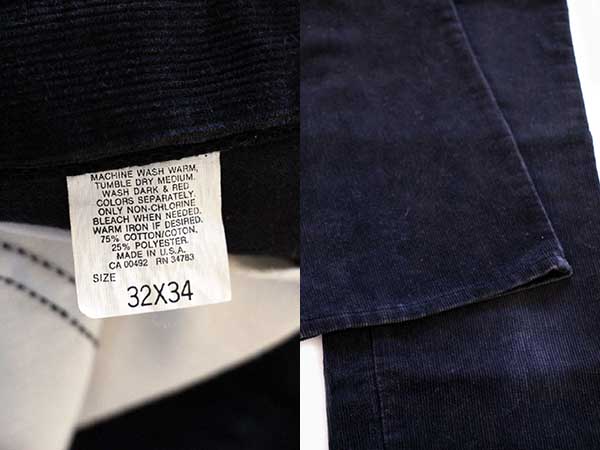 MACHINE WASH WARM,
TUMBLE DRY MEDIUM.
WASH DARK & RED
COLORS SEPARATELY.
ONLY NON-CHLORINE
BLEACH WHEN NEEDED.
WARM IRON IF DESIRED.
75% COTTON/COTON,
25% POLYESTER.
MADE IN U.S.A.
CA 00492 RN 34783
SIZE
32X34